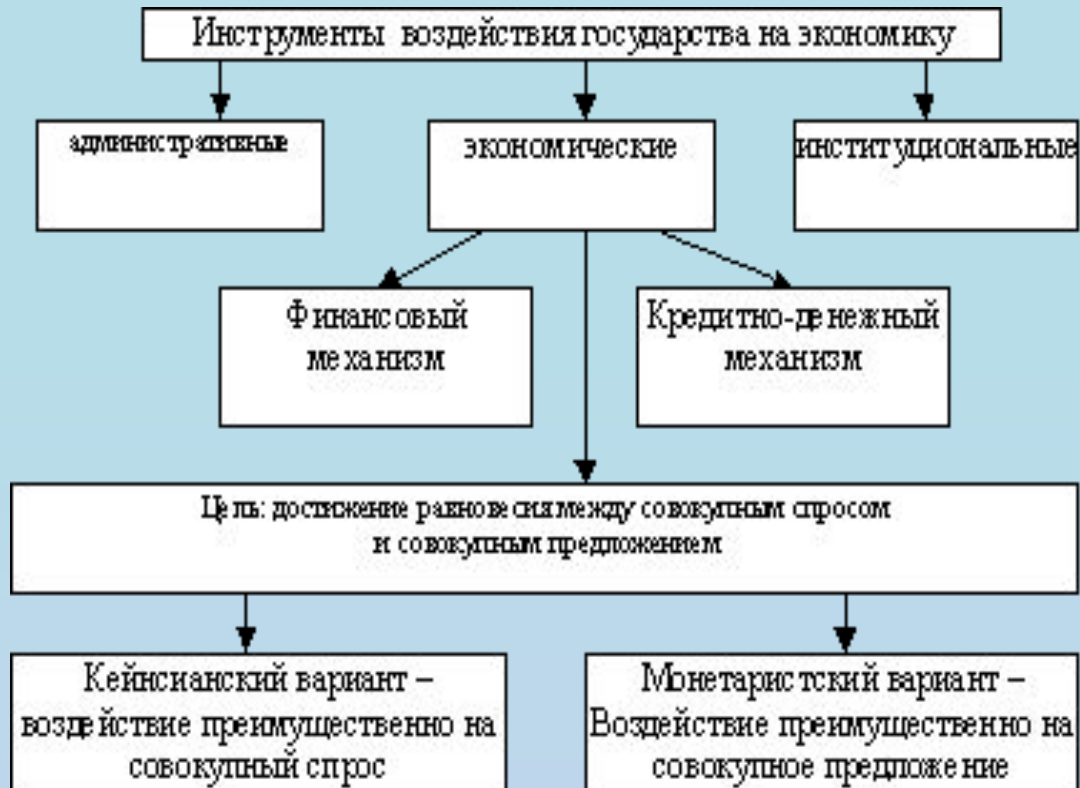 Инструменты воздействия государства на экономику
административные
экономические
институциональные
Финансовый
механизм
Кредитно-денежный
механизм
Цель: достижение равновесия между совокупным спросом
и совокупным предложением
Кейнсианский вариант –
воздействие преимущественно на
совокупный спрос
Монетаристский вариант –
Воздействие преимущественно на
совокупное предложение